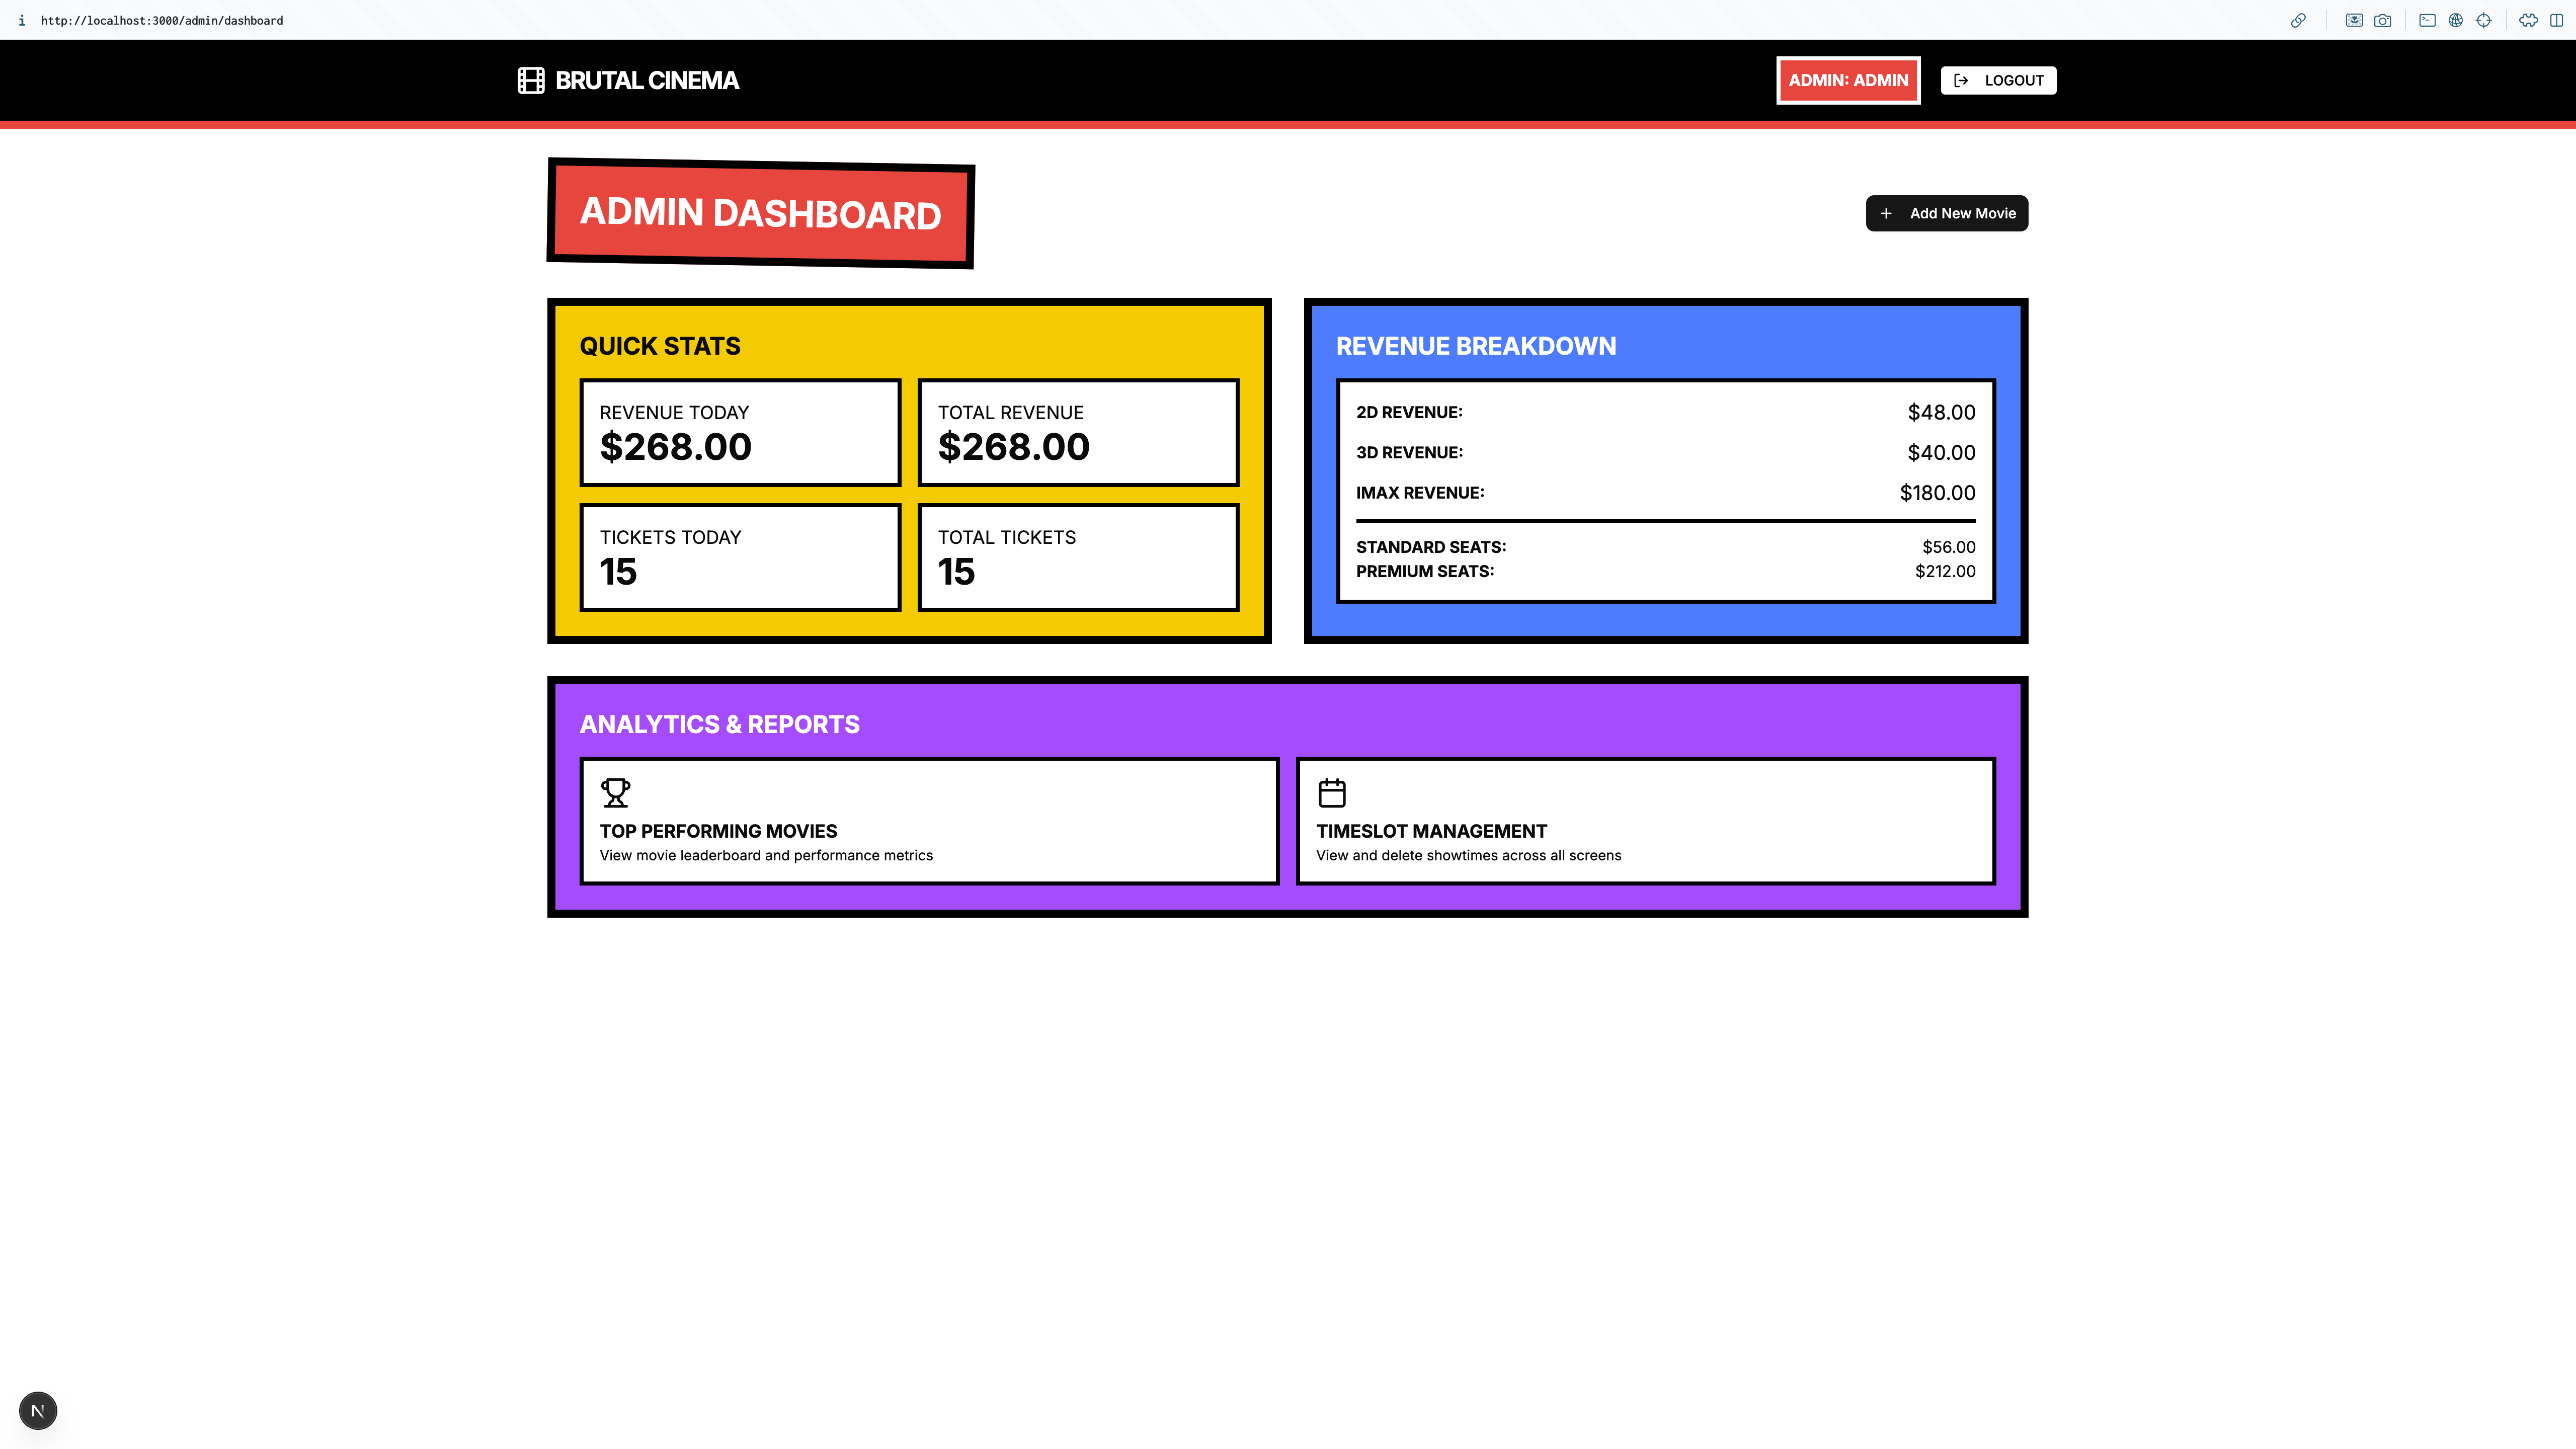 i http://localhost:3000/admin/dashboard
BRUTAL CINEMA
ADMIN: ADMIN
LOGOUT
ADMIN DASHBOARD
+ Add New Movie
QUICK STATS
REVENUE TODAY
$268.00
TOTAL REVENUE
$268.00
TICKETS TODAY
15
TOTAL TICKETS
15
REVENUE BREAKDOWN
2D REVENUE: $48.00
3D REVENUE: $40.00
IMAX REVENUE: $180.00
STANDARD SEATS: $56.00
PREMIUM SEATS: $212.00
ANALYTICS & REPORTS
TOP PERFORMING MOVIES
View movie leaderboard and performance metrics
TIMESLOT MANAGEMENT
View and delete showtimes across all screens
N